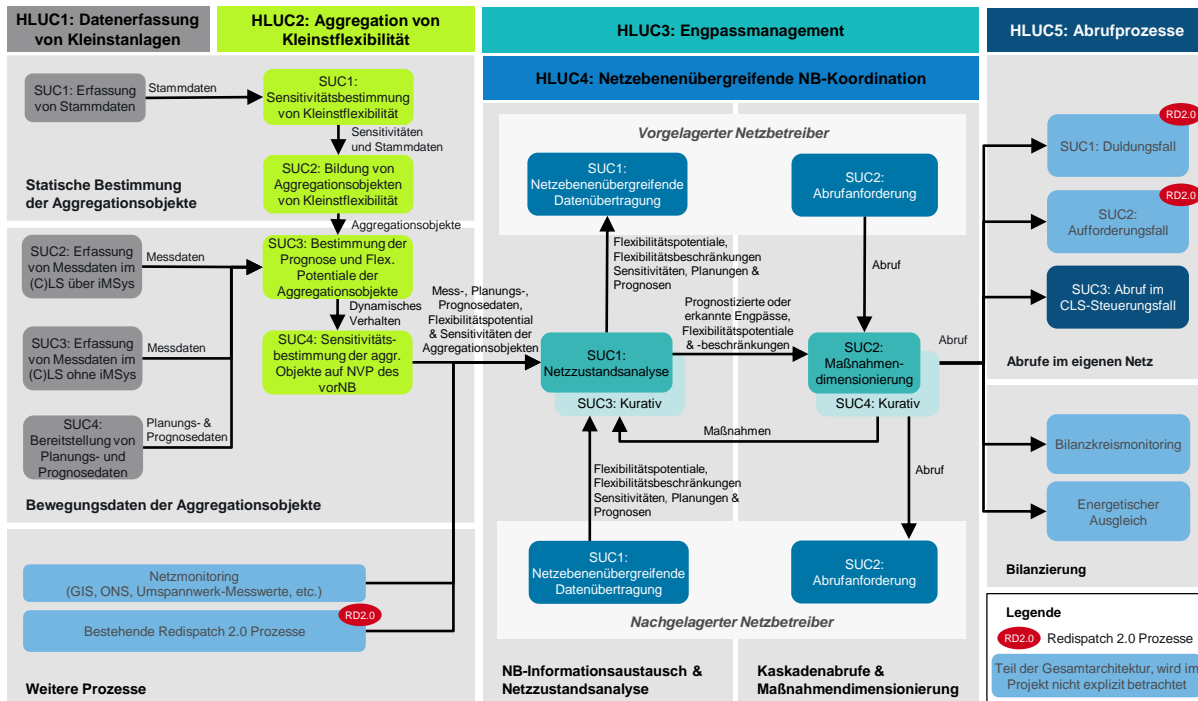 HLUC1: Datenerfassung
von Kleinstanlagen
HLUC2: Aggregation von
Kleinstflexibilität
HLUC3: Engpassmanagement
HLUC4: Netzebenenübergreifende NB-Koordination
HLUC5: Abrufprozesse
SUC1: Erfassung
von Stammdaten
Stammdaten
SUC1:
Sensitivitätsbestimmung
von Kleinstflexibilität
Sensitivitäten
und Stammdaten
SUC2: Bildung von
Aggregationsobjekten
von Kleinstflexibilität
Statische Bestimmung
der Aggregationsobjekte
Aggregationsobjekte
SUC2: Erfassung
von Messdaten im
(C)LS über iMSys
Messdaten
SUC3: Bestimmung der
Prognose und Flex.
Potentiale der
Aggregationsobjekte
Dynamisches
Verhalten
SUC3: Erfassung
von Messdaten im
(C)LS ohne iMSys
Messdaten
SUC4: Sensitivitäts-
bestimmung der aggr.
Objekte auf NVP des
vorNB
SUC4:
Bereitstellung von
Planungs- und
Prognosedaten
Planungs- &
Prognosedaten
Bewegungsdaten der Aggregationsobjekte
Mess-, Planungs-,
Prognosedaten,
Flexibilitätspotential
& Sensitivitäten der
Aggregationsobjekten
Netzmonitoring
(GIS, ONS, Umspannwerk-Messwerte, etc.)
RD2.0
Bestehende Redispatch 2.0 Prozesse
Weitere Prozesse
Vorgelagerter Netzbetreiber
SUC1:
Netzebenenübergreifende
Datenübertragung
SUC2:
Abrufanforderung
Flexibilitätspotentiale,
Flexibilitätsbeschränkungen
Sensitivitäten, Planungen &
Prognosen
Abruf
Prognostizierte oder
erkannte Engpässe,
Flexibilitätspotentiale
& -beschränkungen
SUC1:
Netzzustandsanalyse
SUC3: Kurativ
SUC2:
Maßnahmen-
dimensionierung
SUC4: Kurativ
Abruf
Maßnahmen
Flexibilitätspotentiale,
Flexibilitätsbeschränkungen
Sensitivitäten, Planungen &
Prognosen
Abruf
SUC1:
Netzebenenübergreifende
Datenübertragung
SUC2:
Abrufanforderung
Nachgelagerter Netzbetreiber
NB-Informationsaustausch &
Netzzustandsanalyse
Kaskadenabrufe &
Maßnahmendimensionierung
RD2.0
SUC1: Duldungsfall
RD2.0
SUC2:
Aufforderungsfall
SUC3: Abruf im
CLS-Steuerungsfall
Abrufe im eigenen Netz
Bilanzkreismonitoring
Energetischer
Ausgleich
Bilanzierung
Legende
RD2.0 Redispatch 2.0 Prozesse
Teil der Gesamtarchitektur, wird im
Projekt nicht explizit betrachtet